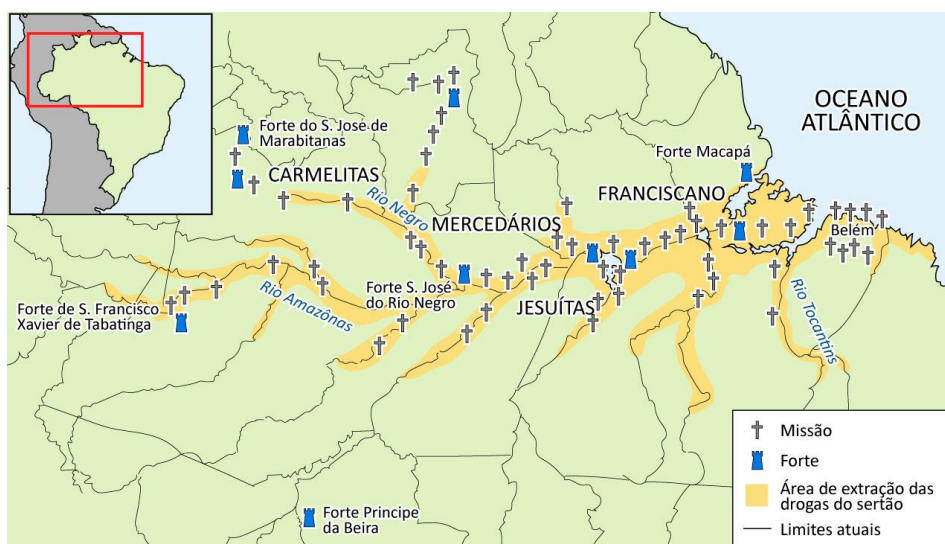 OCEANO
ATLÂNTICO
Forte do S. José de
Marabitanas
Forte Macapá
CARMELITAS
FRANCISCANO
Rio Negro
MERCEDÁRIOS
Belém
Forte S. José
do Rio Negro
JESUÍTAS
Rio Amazônas
Forte de S. Francisco
Xavier de Tabatinga
Rio Tocantins
Missão
Forte
Área de extração das
drogas do sertão
Limites atuais
Forte Principe
da Beira